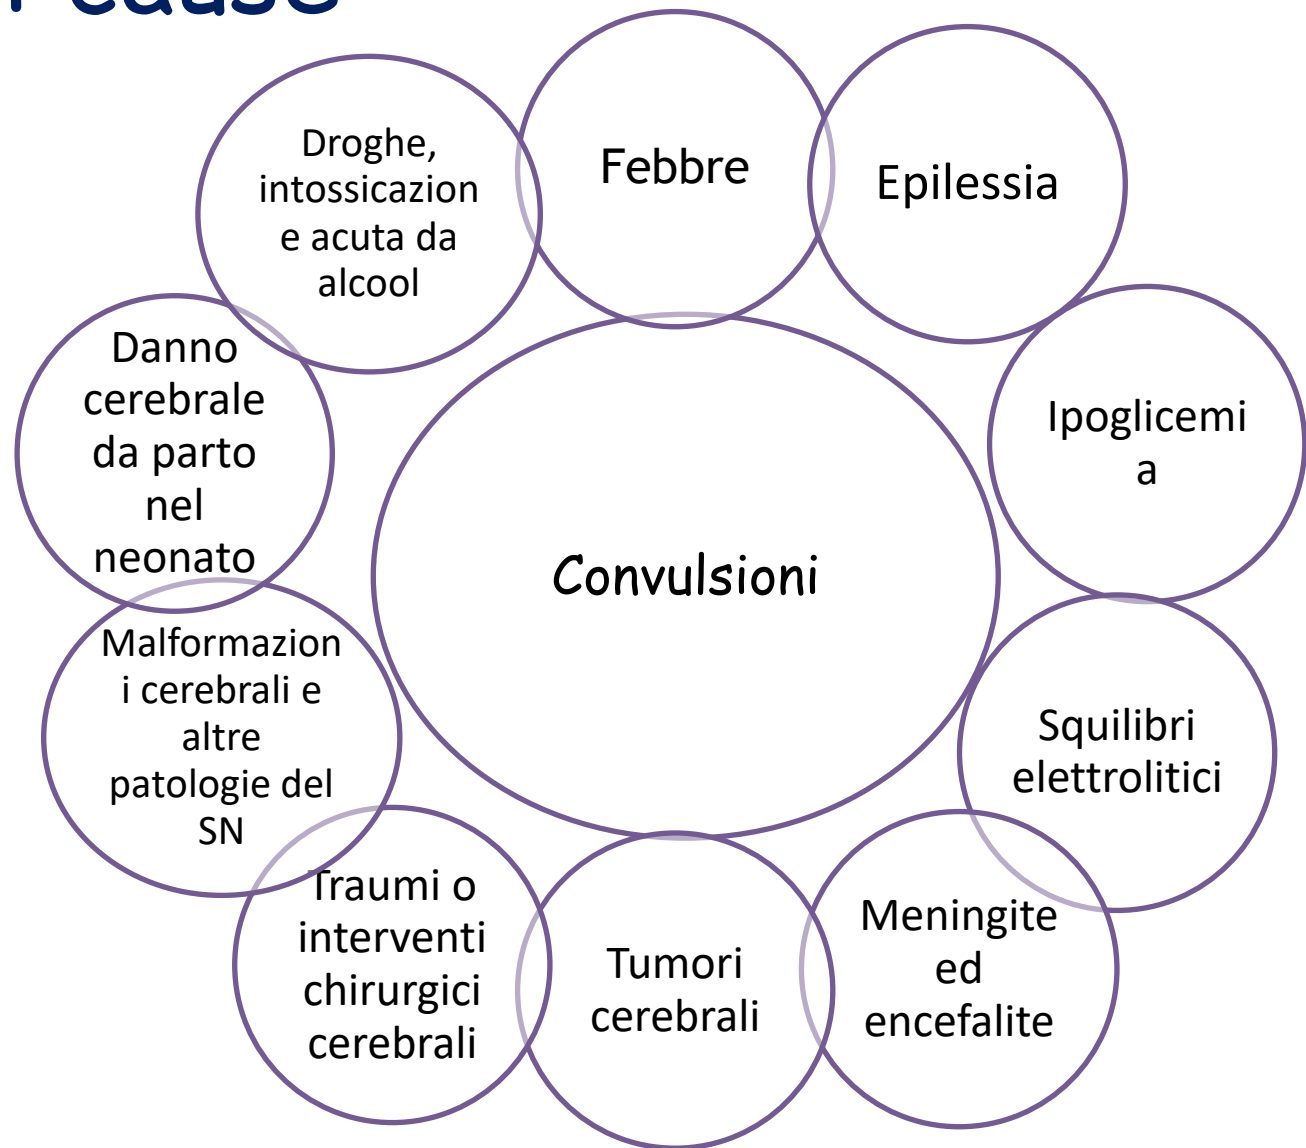 cause
Febbre
Epilessia
Ipoglicemi
a
Squilibri
elettrolitici
Meningite
ed
encefalite
Tumori
cerebrali
Traumi o
interventi
chirurgici
cerebrali
Malformazion
i cerebrali e
altre
patologie del
SN
Danno
cerebrale
da parto
nel
neonato
Droghe,
intossicazion
e acuta da
alcool
Convulsioni